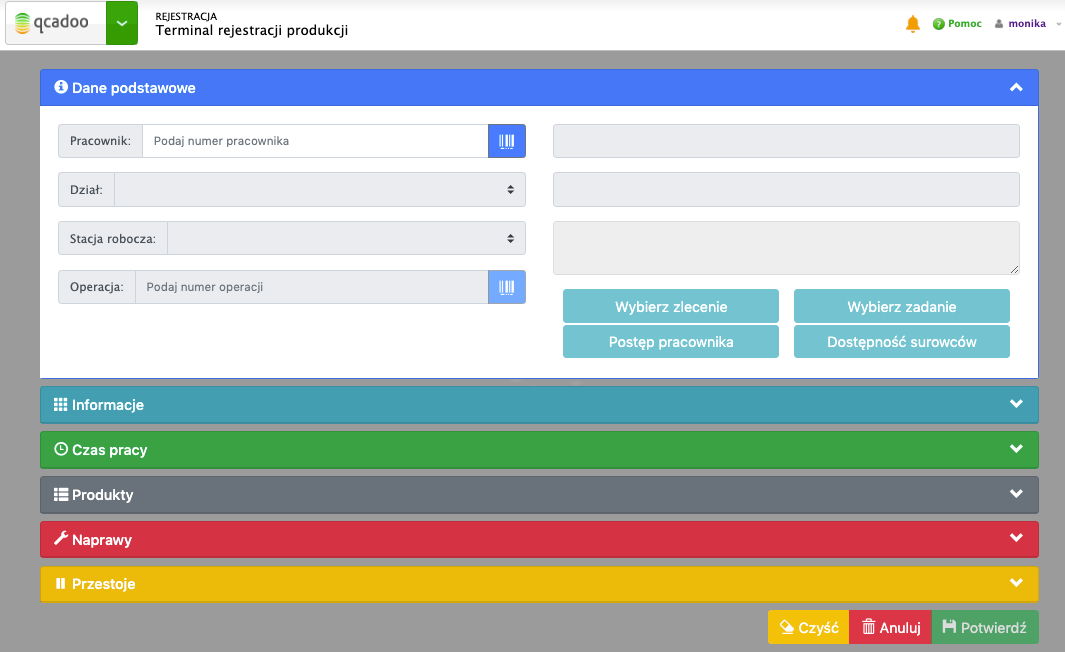 qcadoo
REJESTRACJA
Terminal rejestracji produkcji
Pomoc
monika
Dane podstawowe
Pracownik: Podaj numer pracownika
Dział:
Stacja robocza:
Operacja: Podaj numer operacji
Wybierz zlecenie Wybierz zadanie
Postęp pracownika Dostępność surowców
Informacje
Czas pracy
Produkty
Naprawy
Przestoje
Czyść Anuluj Potwierdź